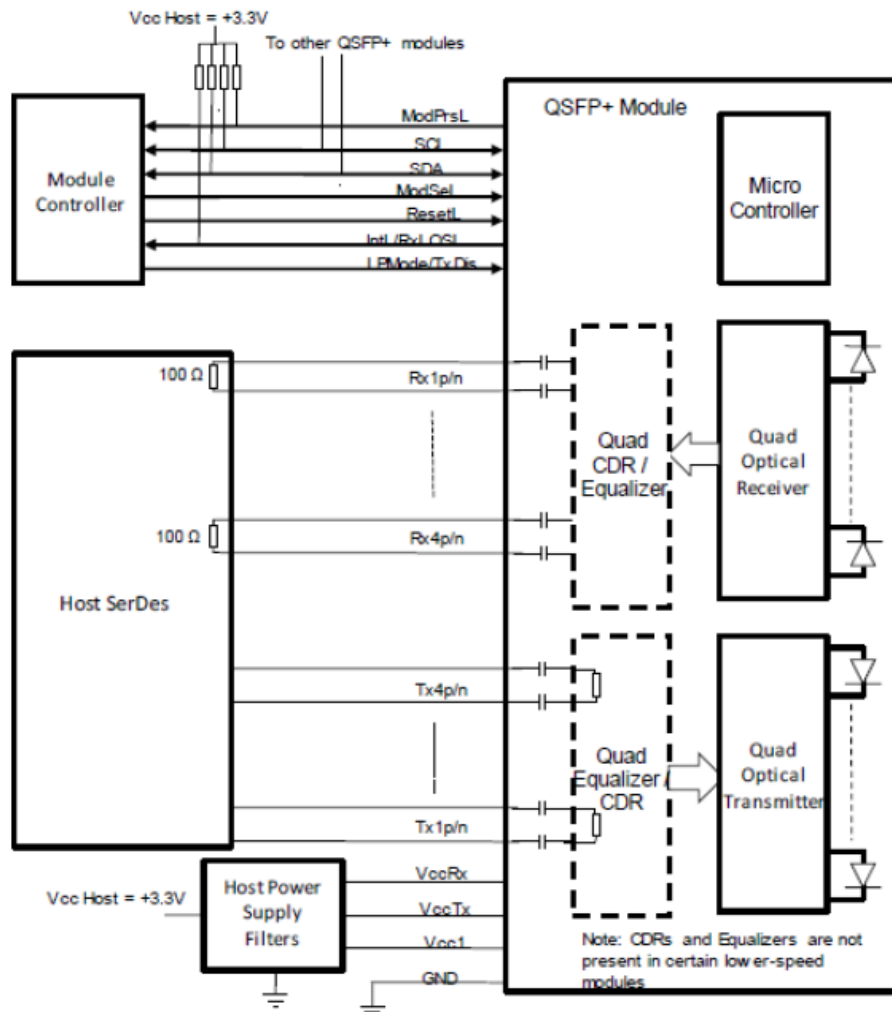 Vcc Host = +3.3V
To other QSFP+ modules
QSFP+ Module
ModPrsL
SCL
SDA
ModSeL
ResetL
IntL/RxLOSL
LPMode/TxDis
Module
Controller
Micro
Controller
100 Ω
Rx1p/n
100 Ω
Rx4p/n
Quad
CDR /
Equalizer
Quad
Optical
Receiver
Host SerDes
Tx4p/n
Tx1p/n
Quad
Equalizer /
CDR
Quad
Optical
Transmitter
Vcc Host = +3.3V
Host Power
Supply
Filters
VccRx
VccTx
Vcc1
GND
Note: CDRs and Equalizers are not
present in certain lower-speed
modules